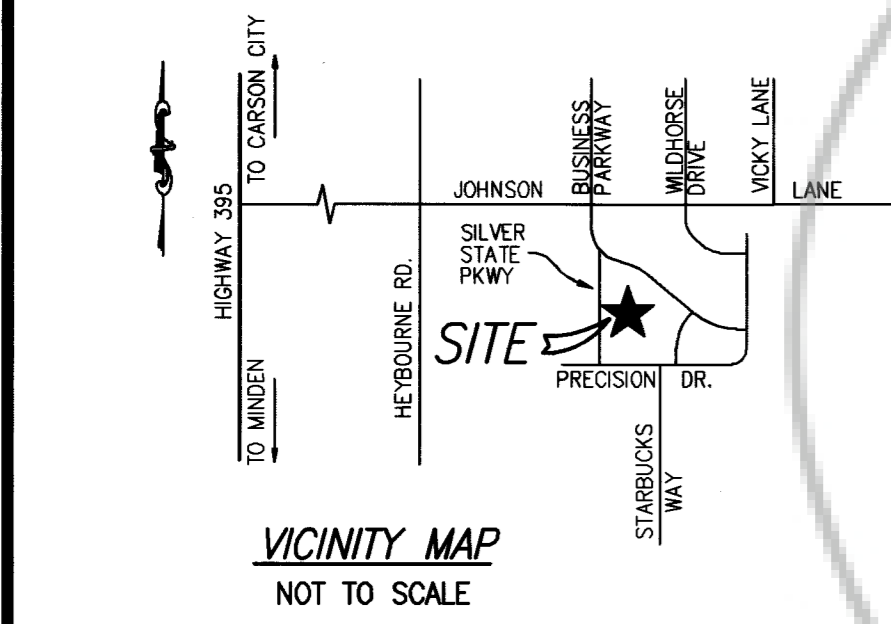 TO CARSON CITY
HIGHWAY 395
TO MINDEN
HEYBOURNE RD.
JOHNSON
LANE
BUSINESS
PARKWAY
WILDHORSE
DRIVE
VICKY LANE
SILVER
STATE
PKWY
SITE
PRECISION DR.
STARBUCKS
WAY
VICINITY MAP
NOT TO SCALE